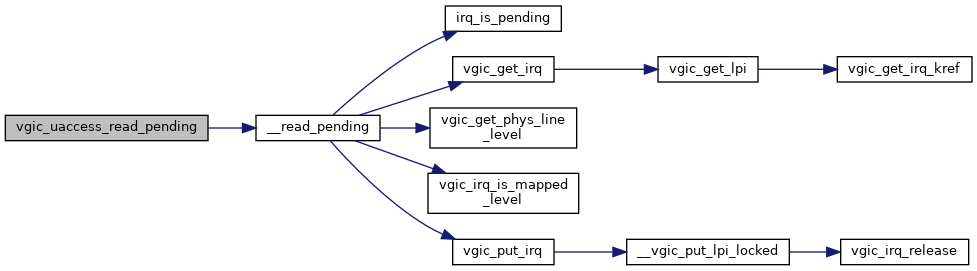 vgic_uaccess_read_pending
__read_pending
irq_is_pending
vgic_get_irq
vgic_get_lpi
vgic_get_irq_kref
vgic_get_phys_line
_level
vgic_irq_is_mapped
_level
vgic_put_irq
__vgic_put_lpi_locked
vgic_irq_release